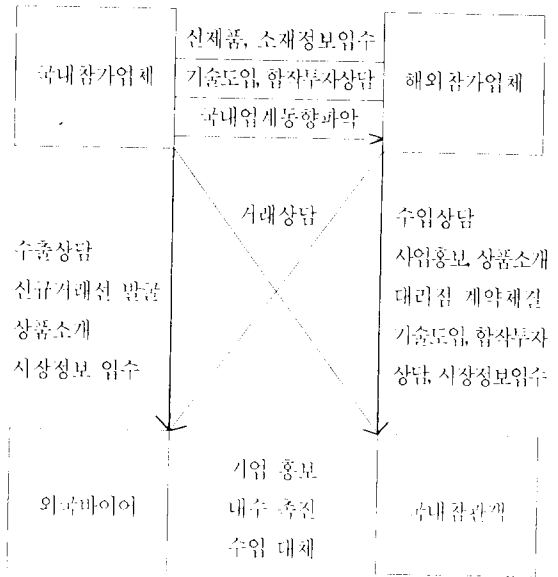 신제품, 소재정보입수
국내참가업체
기술도입, 합작투자상담
해외참가업체
국내업계동향파악
거래상담
수출상담
신규거래선 발굴
상품소개
시장정보 입수
수입상담
사업홍보, 상품소개
대리점 계약체결
기술도입, 합작투자
상담, 시장정보입수
외국바이어
기업 홍보
내수 촉진
수입 대체
국내참관객